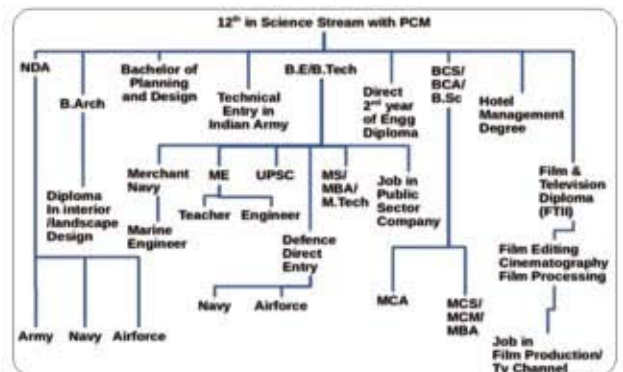 12th in Science Stream with PCM
NDA
B.Arch
Bachelor of
Planning
and Design
Technical
Entry in
Indian Army
B.E/B.Tech
Direct
2nd year
of Engg
Diploma
BCS/
BCA/
B.Sc
Hotel
Management
Degree
Diploma
In interior
/landscape
Design
Merchant
Navy
Marine
Engineer
ME
Teacher
Engineer
UPSC
Defence
Direct
Entry
Navy
Airforce
MS/
MBA/
M.Tech
Job in
Public
Sector
Company
MCA
MCS/
MCM/
MBA
Film &
Television
Diploma
(FTII)
Film Editing
Cinematography
Film Processing
Job in
Film Production/
Tv Channel
Army
Navy
Airforce